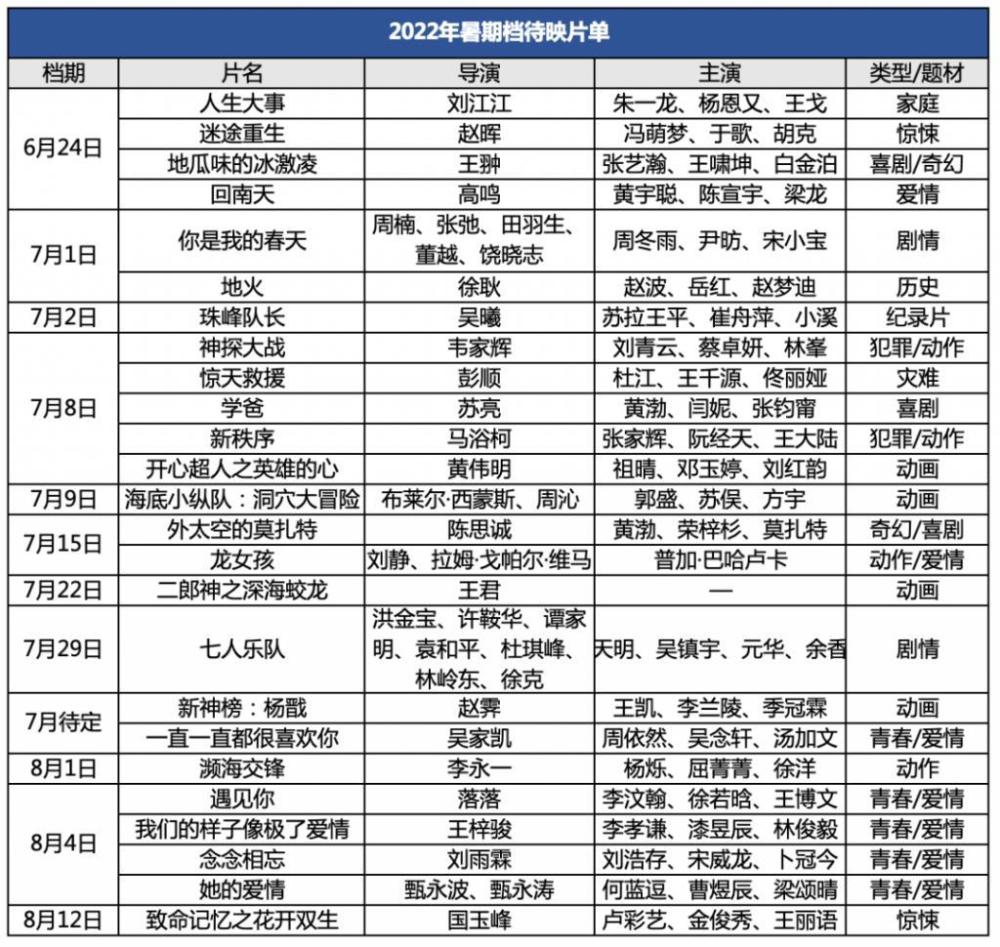 2022年暑期档待映片单
档期 片名 导演 主演 类型/题材
6月24日 人生大事 刘江江 朱一龙、杨恩又、王戈 家庭
迷途重生 赵晖 冯萌梦、于歌、胡克 惊悚
地瓜味的冰激凌 王翀 张艺瀚、王啸坤、白金泊 喜剧/奇幻
回南天 高鸣 黄宇聪、陈宣宇、梁龙 爱情
7月1日 你是我的春天 周楠、张弛、田羽生、
董越、饶晓志 周冬雨、尹昉、宋小宝 剧情
地火 徐耿 赵波、岳红、赵梦迪 历史
7月2日 珠峰队长 吴曦 苏拉王平、崔舟萍、小溪 纪录片
7月8日 神探大战 韦家辉 刘青云、蔡卓妍、林峯 犯罪/动作
惊天救援 彭顺 杜江、王千源、佟丽娅 灾难
学爸 苏亮 黄渤、闫妮、张钧甯 喜剧
新秩序 马浴柯 张家辉、阮经天、王大陆 犯罪/动作
开心超人之英雄的心 黄伟明 祖晴、邓玉婷、刘红韵 动画
7月9日 海底小纵队：洞穴大冒险 布莱尔·西蒙斯、周沁 郭盛、苏俣、方宇 动画
7月15日 外太空的莫扎特 陈思诚 黄渤、荣梓杉、莫扎特 奇幻/喜剧
龙女孩 刘静、拉姆·戈帕尔·维马 普加·巴哈卢卡 动作/爱情
7月22日 二郎神之深海蛟龙 王君 — 动画
7月29日 七人乐队 洪金宝、许鞍华、谭家
明、袁和平、杜琪峰、
林岭东、徐克 天明、吴镇宇、元华、余香 剧情
7月待定 新神榜：杨戬 赵霁 王凯、李兰陵、季冠霖 动画
一直一直都很喜欢你 吴家凯 周依然、吴念轩、汤加文 青春/爱情
8月1日 濒海交锋 李永一 杨烁、屈菁菁、徐洋 动作
8月4日 遇见你 落落 李汶翰、徐若晗、王博文 青春/爱情
我们的样子像极了爱情 王梓骏 李孝谦、漆昱辰、林俊毅 青春/爱情
念念相忘 刘雨霖 刘浩存、宋威龙、卜冠今 青春/爱情
她的爱情 甄永波、甄永涛 何蓝逗、曹煜辰、梁颂晴 青春/爱情
8月12日 致命记忆之花开双生 国玉峰 卢彩艺、金俊秀、王丽语 惊悚